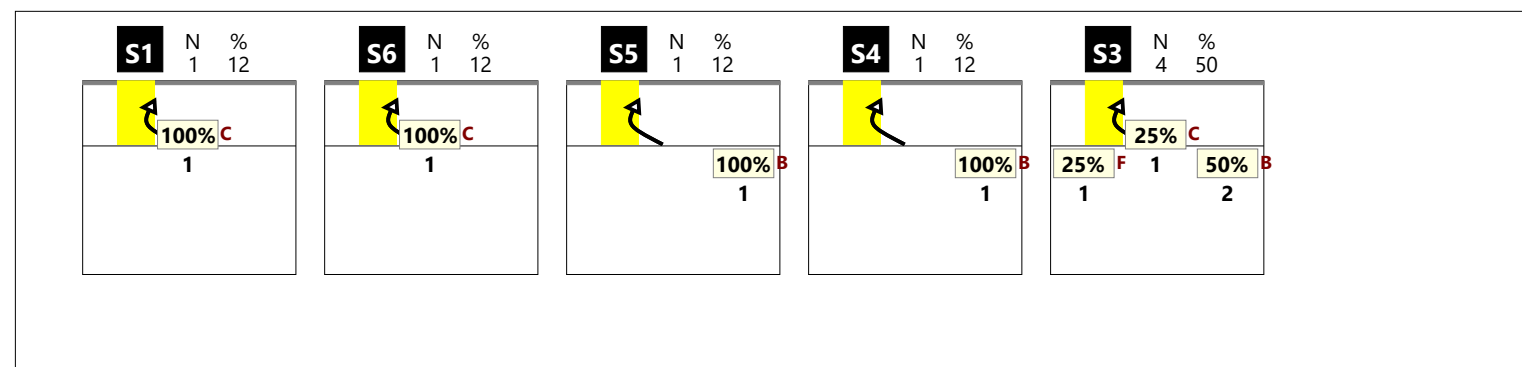 S1 N % S6 N % S5 N % S4 N % S3 N %
1 12 1 12 1 12 1 12 4 50
100% C 100% C 25% C
100% B 100% B 25% F 50% B
1 1 1
1 1 1 2